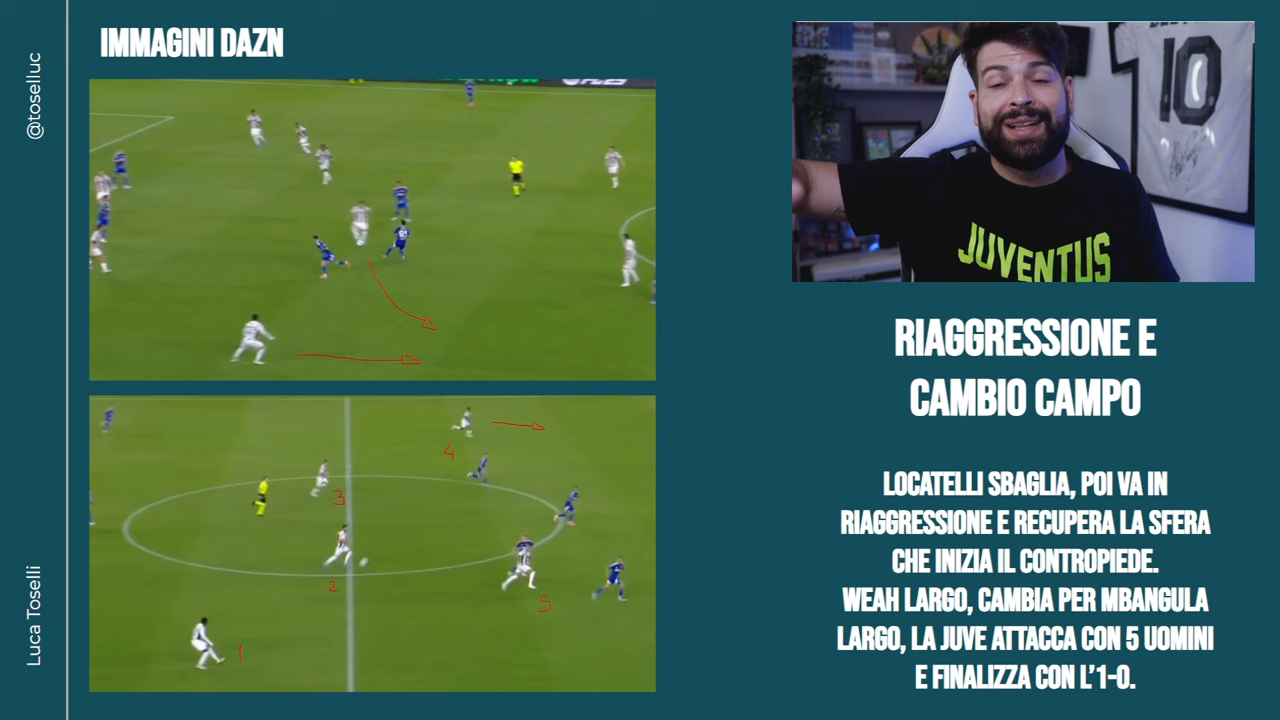 IMMAGINI DAZN
@toselluc
Luca Toselli
4
3
2
5
1
10
JUVENTUS
RIAGGRESSIONE E
CAMBIO CAMPO
LOCATELLI SBAGLIA, POI VA IN
RIAGGRESSIONE E RECUPERA LA SFERA
CHE INIZIA IL CONTROPIEDE.
WEAH LARGO, CAMBIA PER MBANGULA
LARGO, LA JUVE ATTACCA CON 5 UOMINI
E FINALIZZA CON L'1-0.